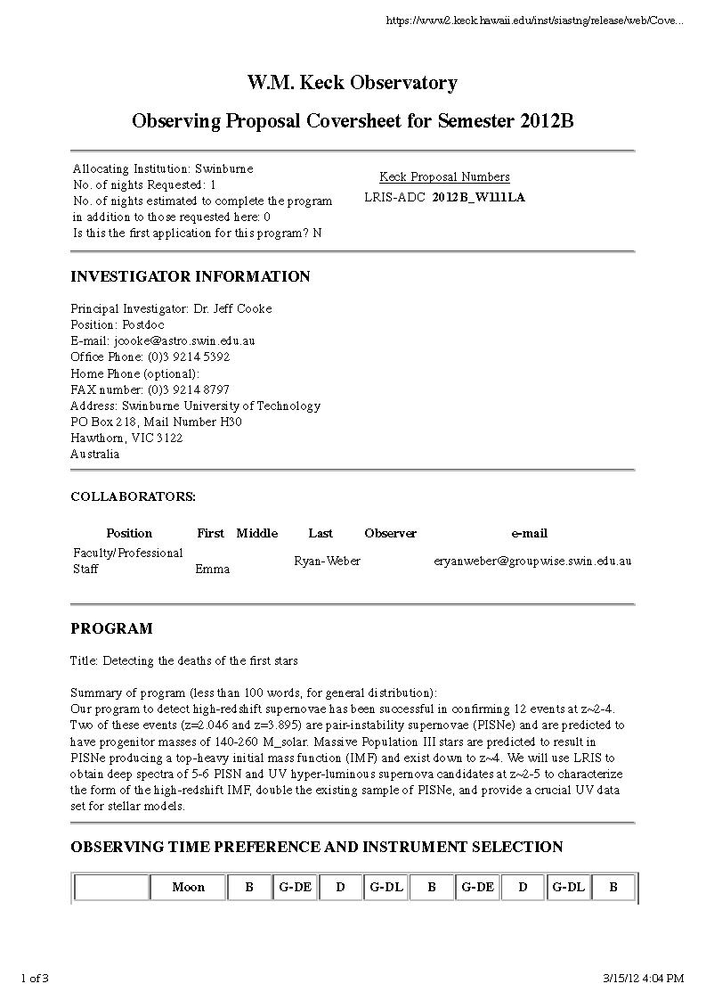 https://www2.keck.hawaii.edu/inst/siastng/release/web/Cove...
W.M. Keck Observatory
Observing Proposal Coversheet for Semester 2012B
Allocating Institution: Swinburne
No. of nights Requested: 1
No. of nights estimated to complete the program
in addition to those requested here: 0
Is this the first application for this program? N
Keck Proposal Numbers
LRIS-ADC 2012B_W111LA
INVESTIGATOR INFORMATION
Principal Investigator: Dr. Jeff Cooke
Position: Postdoc
E-mail: jcooke@astro.swin.edu.au
Office Phone: (0)3 9214 5392
Home Phone (optional):
FAX number: (0)3 9214 8797
Address: Swinburne University of Technology
PO Box 218, Mail Number H30
Hawthorn, VIC 3122
Australia
COLLABORATORS:
Position First Middle Last Observer e-mail
Faculty/Professional
Staff Emma Ryan-Weber eryanweber@groupwise.swin.edu.au
PROGRAM
Title: Detecting the deaths of the first stars
Summary of program (less than 100 words, for general distribution):
Our program to detect high-redshift supernovae has been successful in confirming 12 events at z~2-4.
Two of these events (z=2.046 and z=3.895) are pair-instability supernovae (PISNe) and are predicted to
have progenitor masses of 140-260 M_solar. Massive Population III stars are predicted to result in
PISNe producing a top-heavy initial mass function (IMF) and exist down to z~4. We will use LRIS to
obtain deep spectra of 5-6 PISN and UV hyper-luminous supernova candidates at z~2-5 to characterize
the form of the high-redshift IMF, double the existing sample of PISNe, and provide a crucial UV data
set for stellar models.
OBSERVING TIME PREFERENCE AND INSTRUMENT SELECTION
Moon B G-DE D G-DL B G-DE D G-DL B
1 of 3
3/15/12 4:04 PM